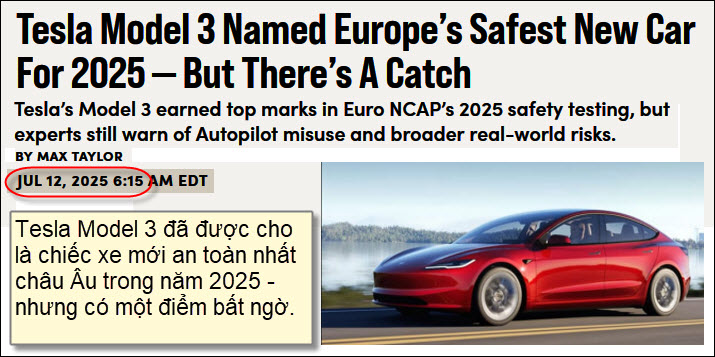 Tesla Model 3 Named Europe's Safest New Car
For 2025 — But There's A Catch
Tesla's Model 3 earned top marks in Euro NCAP's 2025 safety testing, but
experts still warn of Autopilot misuse and broader real-world risks.
BY MAX TAYLOR
JUL 12, 2025 6:15 AM EDT
Tesla Model 3 đã được cho
là chiếc xe mới an toàn nhất
châu Âu trong năm 2025 -
nhưng có một điểm bất ngờ.